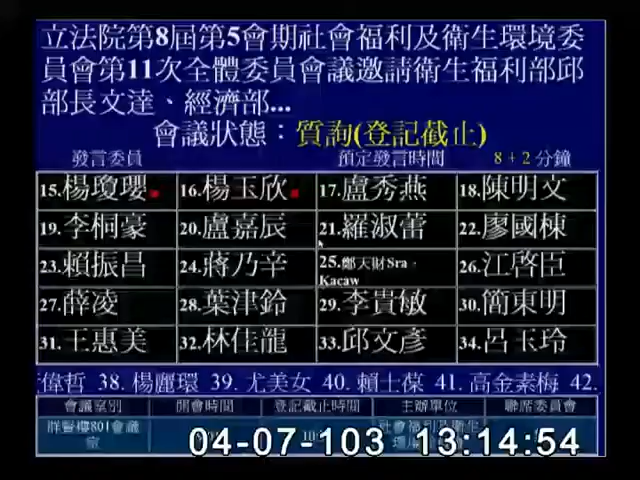 立法院第8屆第5會期社會福利及衛生環境委
員會第11次全體委員會議邀請衛生福利部邱
部長文達、經濟部...
會議狀態：質詢(登記截止)
發言委員 預定發言時間 8+2 分鐘
15.楊瓊瓔 16.楊玉欣 17.盧秀燕 18.陳明文
19.李桐豪 20.盧嘉辰 21.羅淑蕾 22.廖國棟
23.賴振昌 24.蔣乃辛 25.鄭天財Sra．Kacaw 26.江啓臣
27.薛凌 28.葉津鈴 29.李貴敏 30.簡東明
31.王惠美 32.林佳龍 33.邱文彥 34.呂玉玲
偉哲 38. 楊麗環 39. 尤美女 40. 賴士葆 41. 高金素梅 42.
會議室別 開會時間 登記截止時間 主辦單位 聯席委員會
群賢樓801會議室
社會福利及衛生
04-07-103 13:14:54